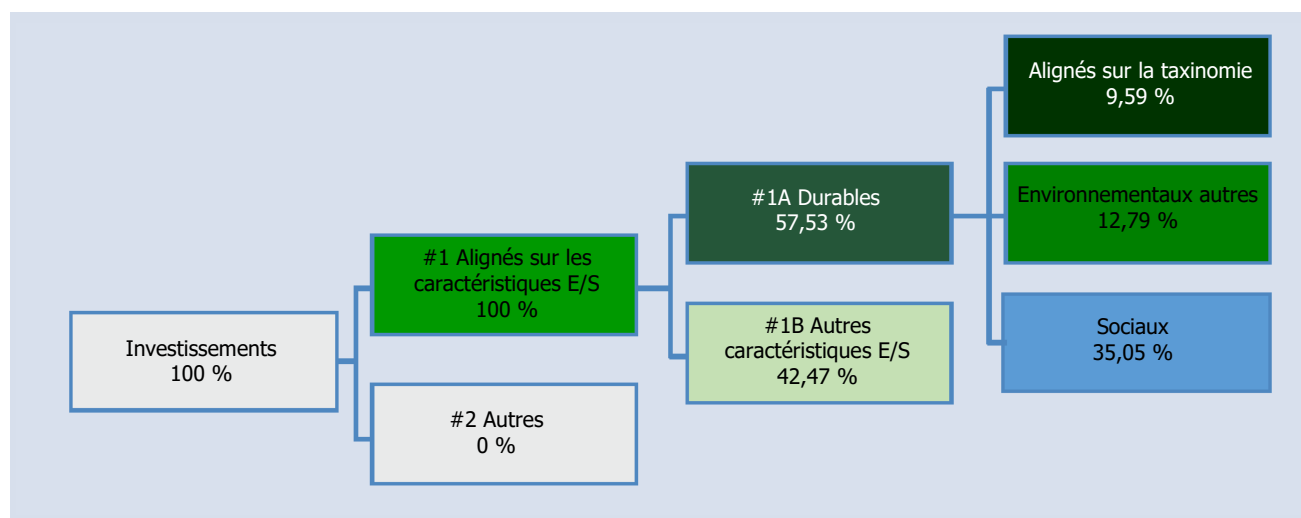 Investissements
100 %
#1 Alignés sur les
caractéristiques E/S
100 %
#2 Autres
0 %
#1A Durables
57,53 %
#1B Autres
caractéristiques E/S
42,47 %
Alignés sur la taxinomie
9,59 %
Environnementaux autres
12,79 %
Sociaux
35,05 %